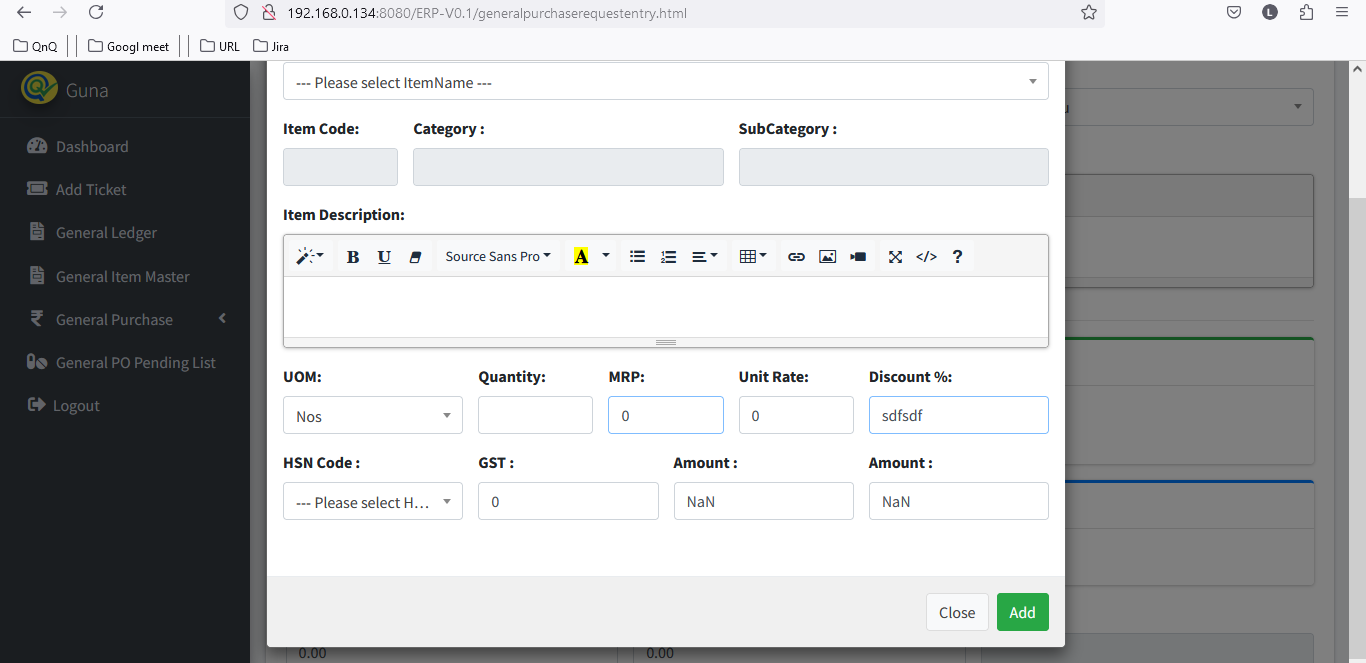 192.168.0.134:8080/ERP-V0.1/generalpurchaserequestentry.html
L
QnQ
Googl meet
URL
Jira
Guna
Dashboard
Add Ticket
General Ledger
General Item Master
General Purchase
General PO Pending List
Logout
--- Please select ItemName ---
Item Code: Category : SubCategory :
Item Description:
B U Source Sans Pro A </> ?
UOM: Quantity: MRP: Unit Rate: Discount %:
Nos 0 0 sdfsdf
HSN Code : GST : Amount : Amount :
--- Please select H... 0 NaN NaN
Close Add
0.00 0.00